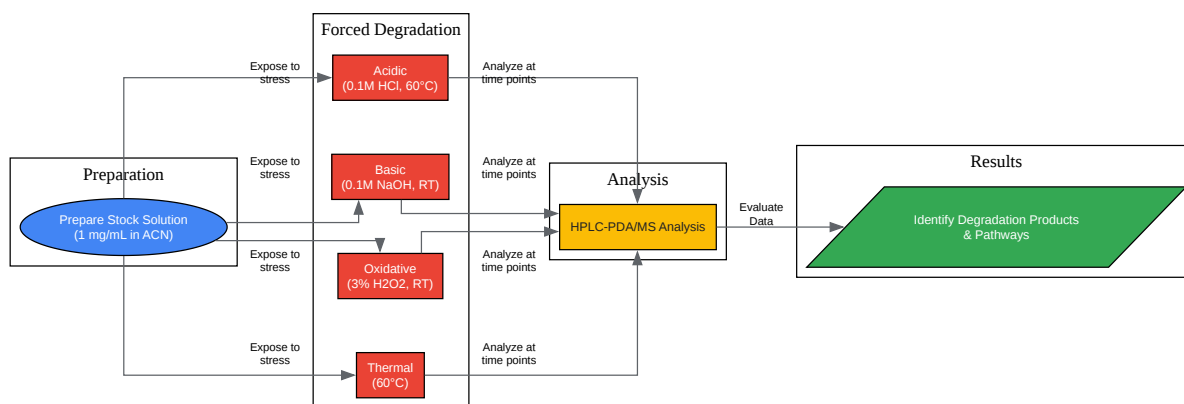 Preparation
Prepare Stock Solution
(1 mg/mL in ACN)
Expose to
stress
Expose to
stress
Expose to
stress
Expose to
stress
Forced Degradation
Acidic
(0.1M HCl, 60°C)
Basic
(0.1M NaOH, RT)
Oxidative
(3% H2O2, RT)
Thermal
(60°C)
Analyze at
time points
Analyze at
time points
Analyze at
time points
Analyze at
time points
Analysis
HPLC-PDA/MS Analysis
Evaluate
Data
Results
Identify Degradation Products
& Pathways